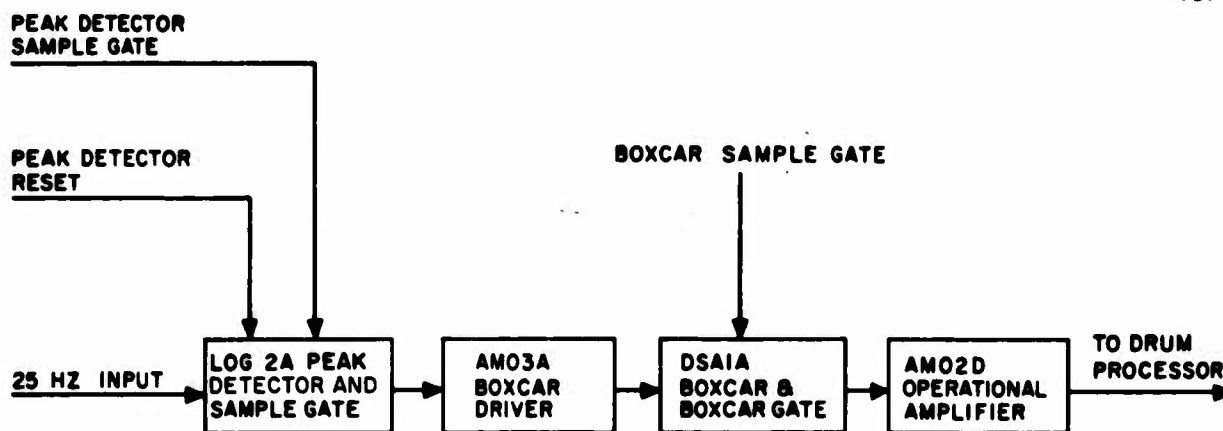 PEAK DETECTOR
SAMPLE GATE
PEAK DETECTOR
RESET
BOXCAR SAMPLE GATE
25 HZ INPUT
LOG 2A PEAK
DETECTOR AND
SAMPLE GATE
AMO3A
BOXCAR
DRIVER
DSA1A
BOXCAR &
BOXCAR GATE
AMO2D
OPERATIONAL
AMPLIFIER
TO DRUM
PROCESSOR